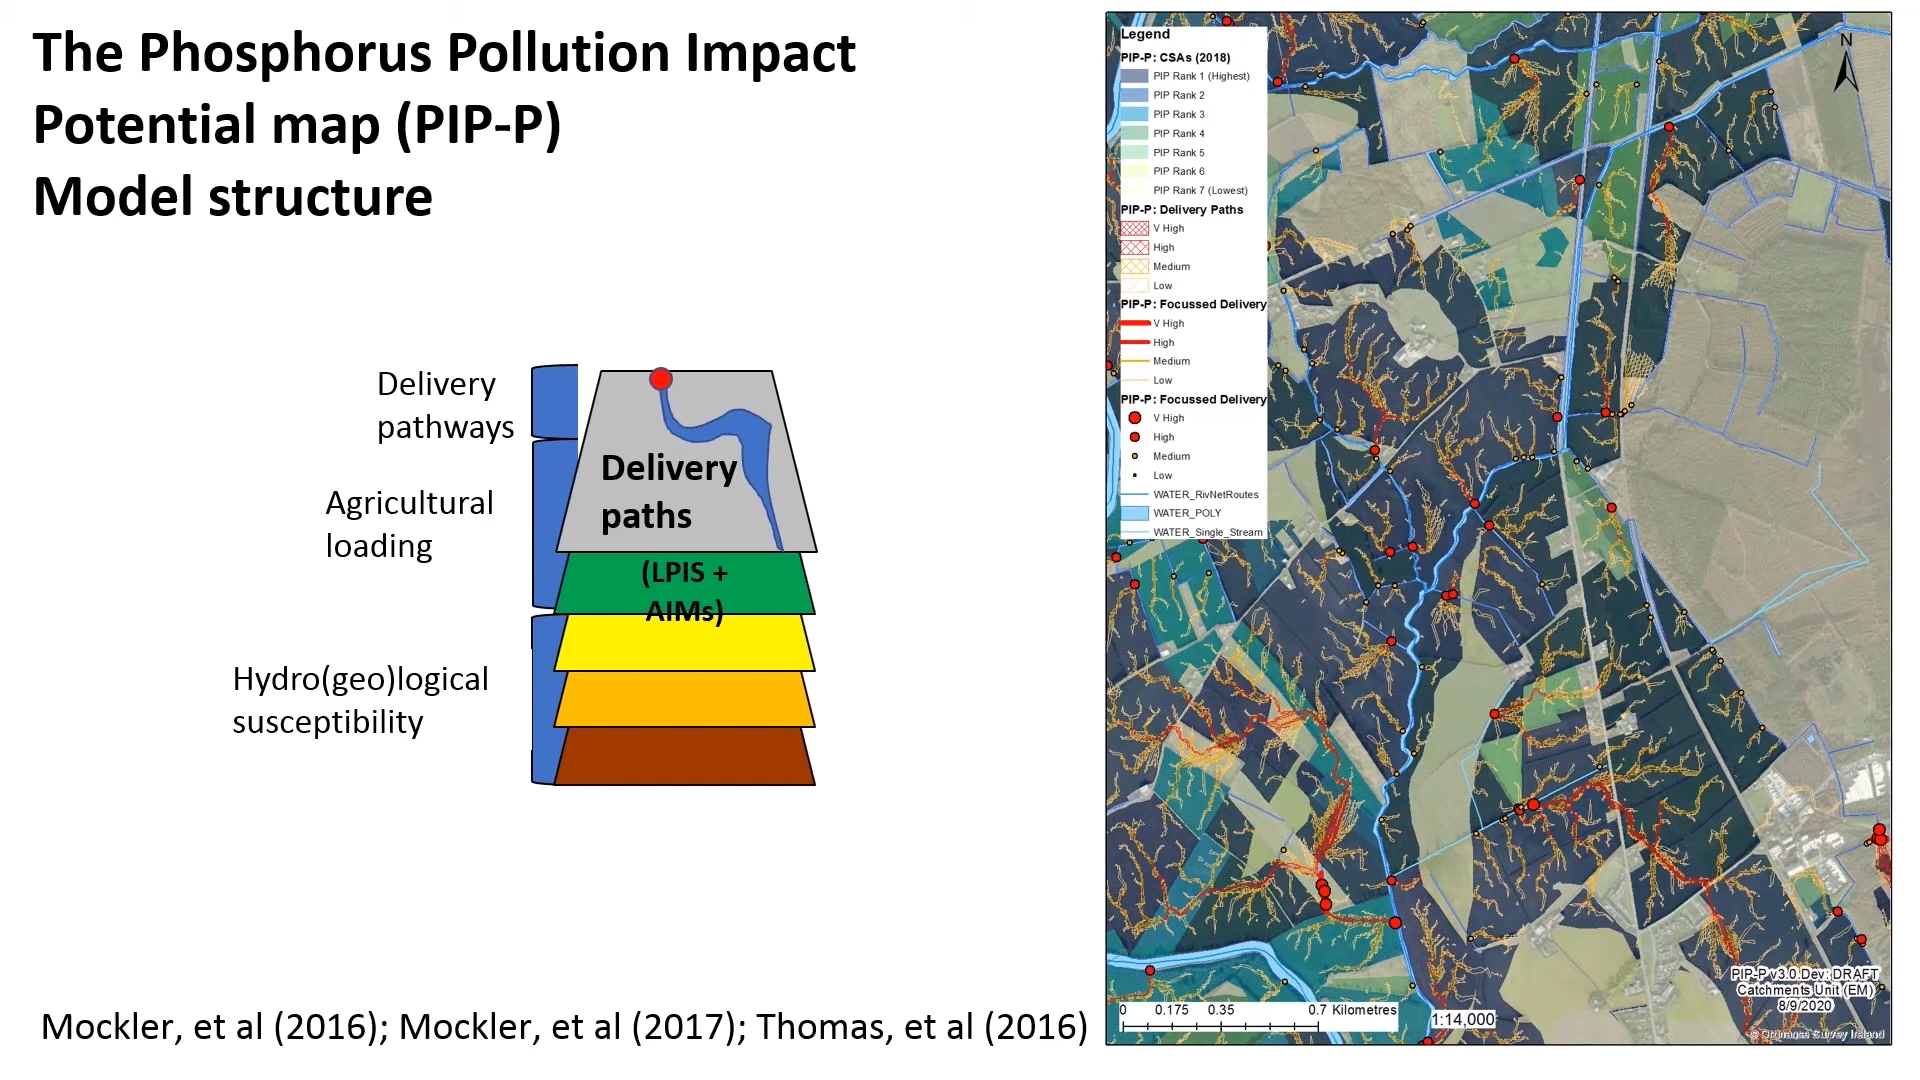 The Phosphorus Pollution Impact
Potential map (PIP-P)
Model structure
Delivery
pathways
Agricultural
loading
Hydro(geo)logical
susceptibility
Delivery
paths
(LPIS +
AIMs)
Mockler, et al (2016); Mockler, et al (2017); Thomas, et al (2016)
Legend
PIP-P: CSAs (2018)
PIP Rank 1 (Highest)
PIP Rank 2
PIP Rank 3
PIP Rank 4
PIP Rank 5
PIP Rank 6
PIP Rank 7 (Lowest)
PIP-P: Delivery Paths
V High
High
Medium
Low
PIP-P: Focussed Delivery
V High
High
Medium
Low
PIP-P: Focussed Delivery
V High
High
Medium
Low
WATER_RivNetRoutes
WATER_POLY
WATER_Single_Stream
N
0 0.175 0.35 0.7 Kilometres
1:14,000
PIP-P v3.0 Dev: DRAFT
Catchments Unit (EM)
8/9/2020
© Ordnance Survey Ireland